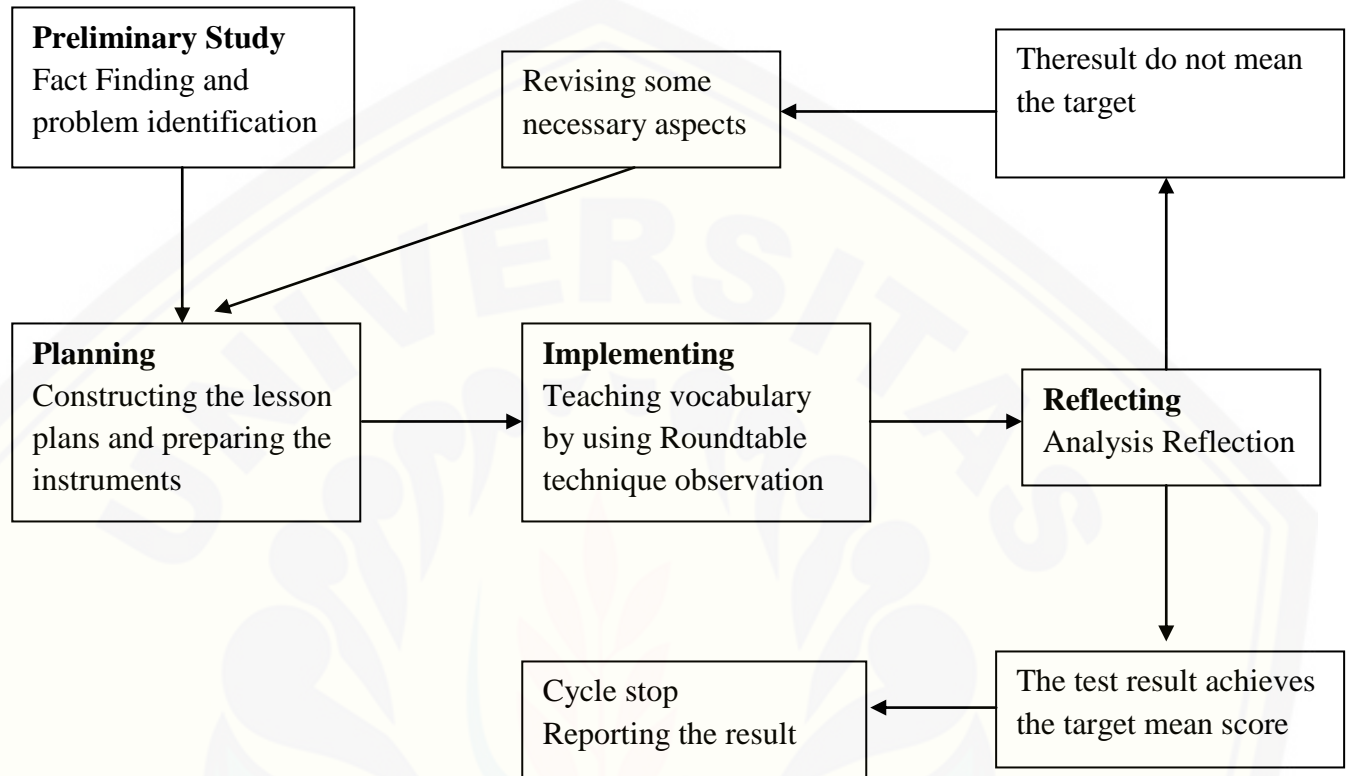 Preliminary Study
Fact Finding and
problem identification
Revising some
necessary aspects
Theresult do not mean
the target
Planning
Constructing the lesson
plans and preparing the
instruments
Implementing
Teaching vocabulary
by using Roundtable
technique observation
Reflecting
Analysis Reflection
Cycle stop
Reporting the result
The test result achieves
the target mean score
UNIVERSITAS